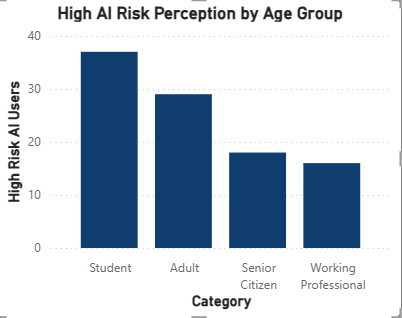 High AI Risk Perception by Age Group
High Risk AI Users
40
30
20
10
0
Student
Adult
Senior
Citizen
Working
Professional
Category